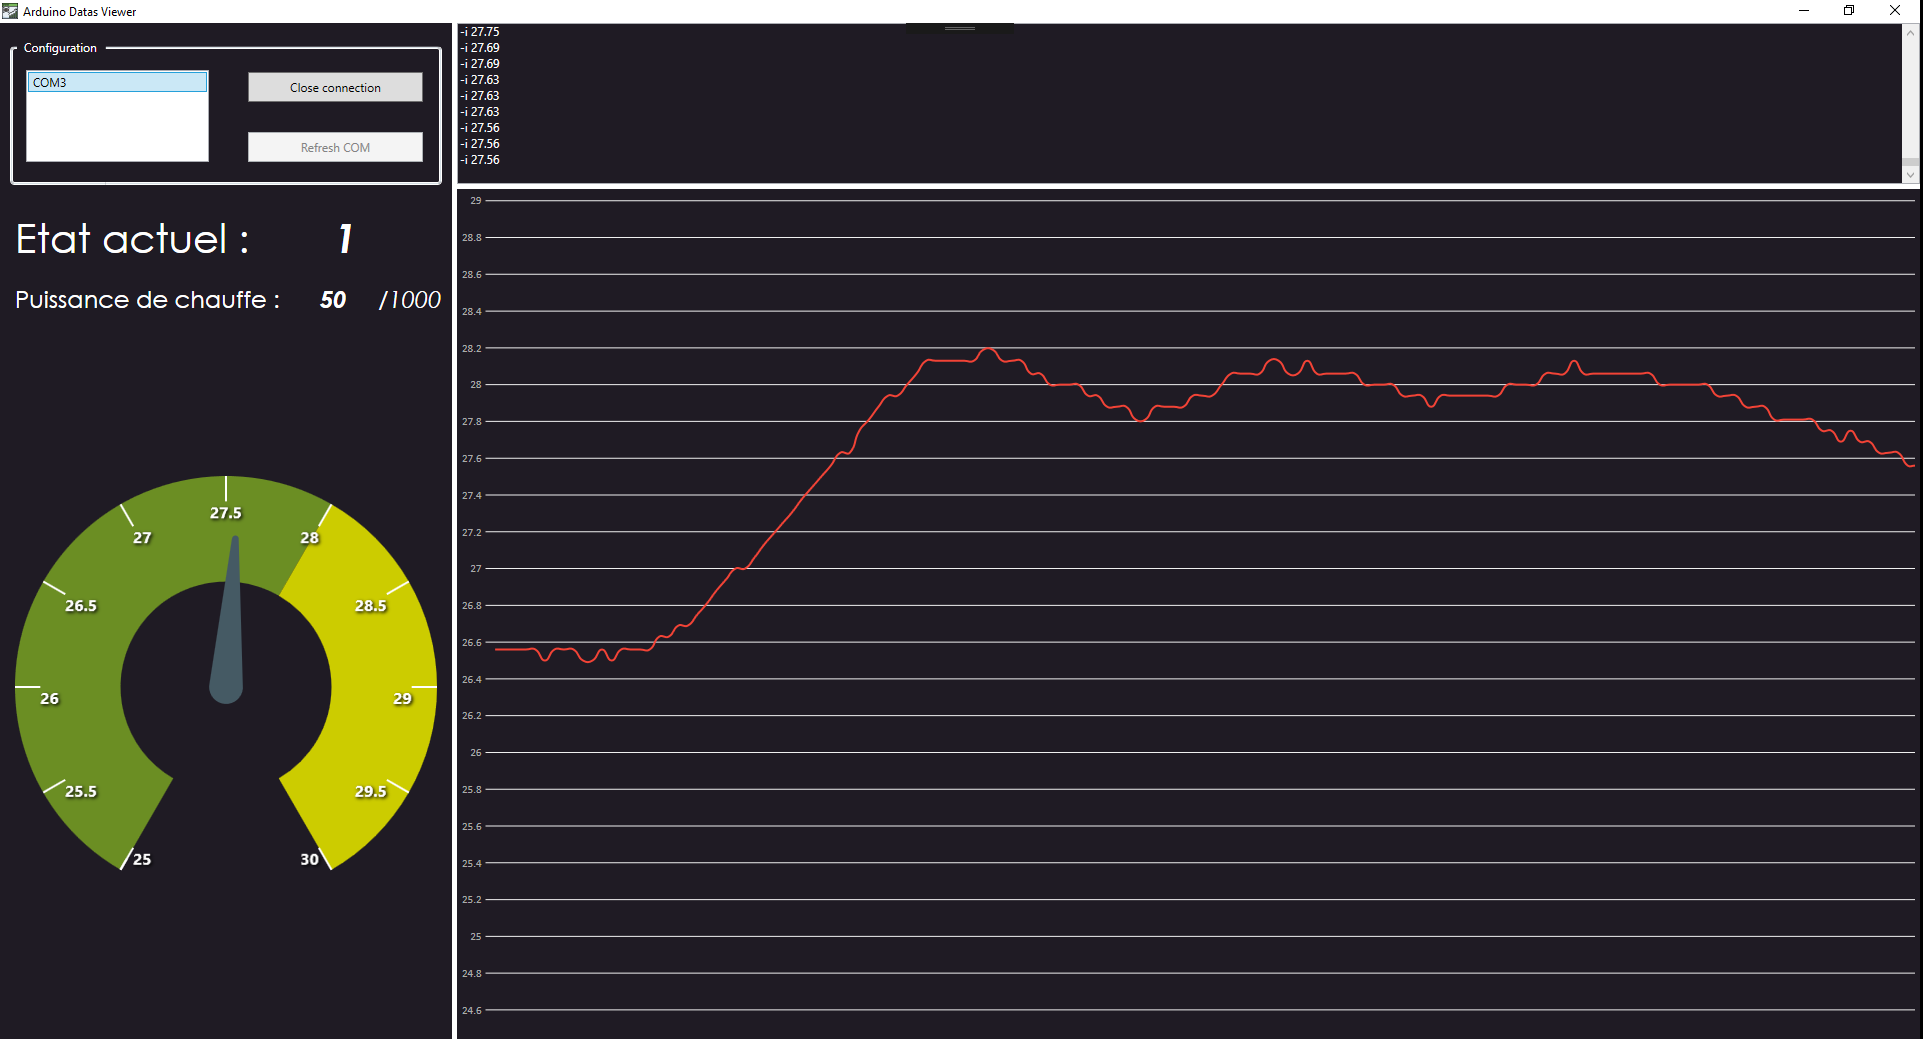 Arduino Datas Viewer
Configuration
COM3
Close connection
Refresh COM
Etat actuel : 1
Puissance de chauffe : 50 /1000
27.5
27
28
26.5
28.5
26
29
25.5
29.5
25
30
-i 27.75
-i 27.69
-i 27.69
-i 27.63
-i 27.63
-i 27.63
-i 27.56
-i 27.56
-i 27.56
29
28.8
28.6
28.4
28.2
28
27.8
27.6
27.4
27.2
27
26.8
26.6
26.4
26.2
26
25.8
25.6
25.4
25.2
25
24.8
24.6